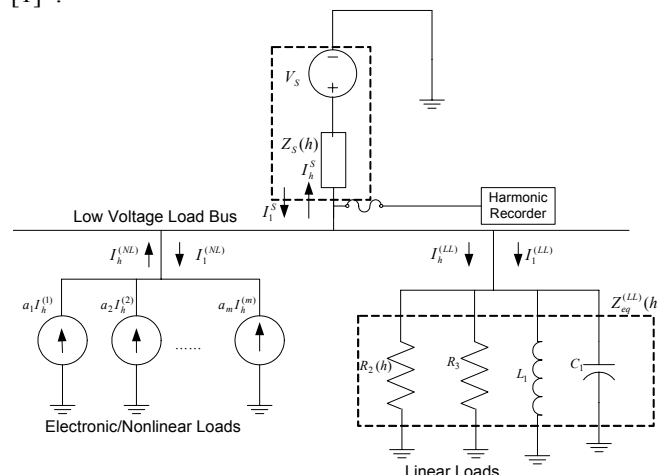 [1] .
V_S
Z_S(h)
I_h^S
I_1^S
Harmonic
Recorder
Low Voltage Load Bus
I_h^(NL)
I_1^(NL)
I_h^(LL)
I_1^(LL)
a_1 I_h^(1)
a_2 I_h^(2)
a_m I_h^(m)
Z_eq^(LL)(h
......
R_2(h)
R_3
L_1
C_1
Electronic/Nonlinear Loads
Linear Loads